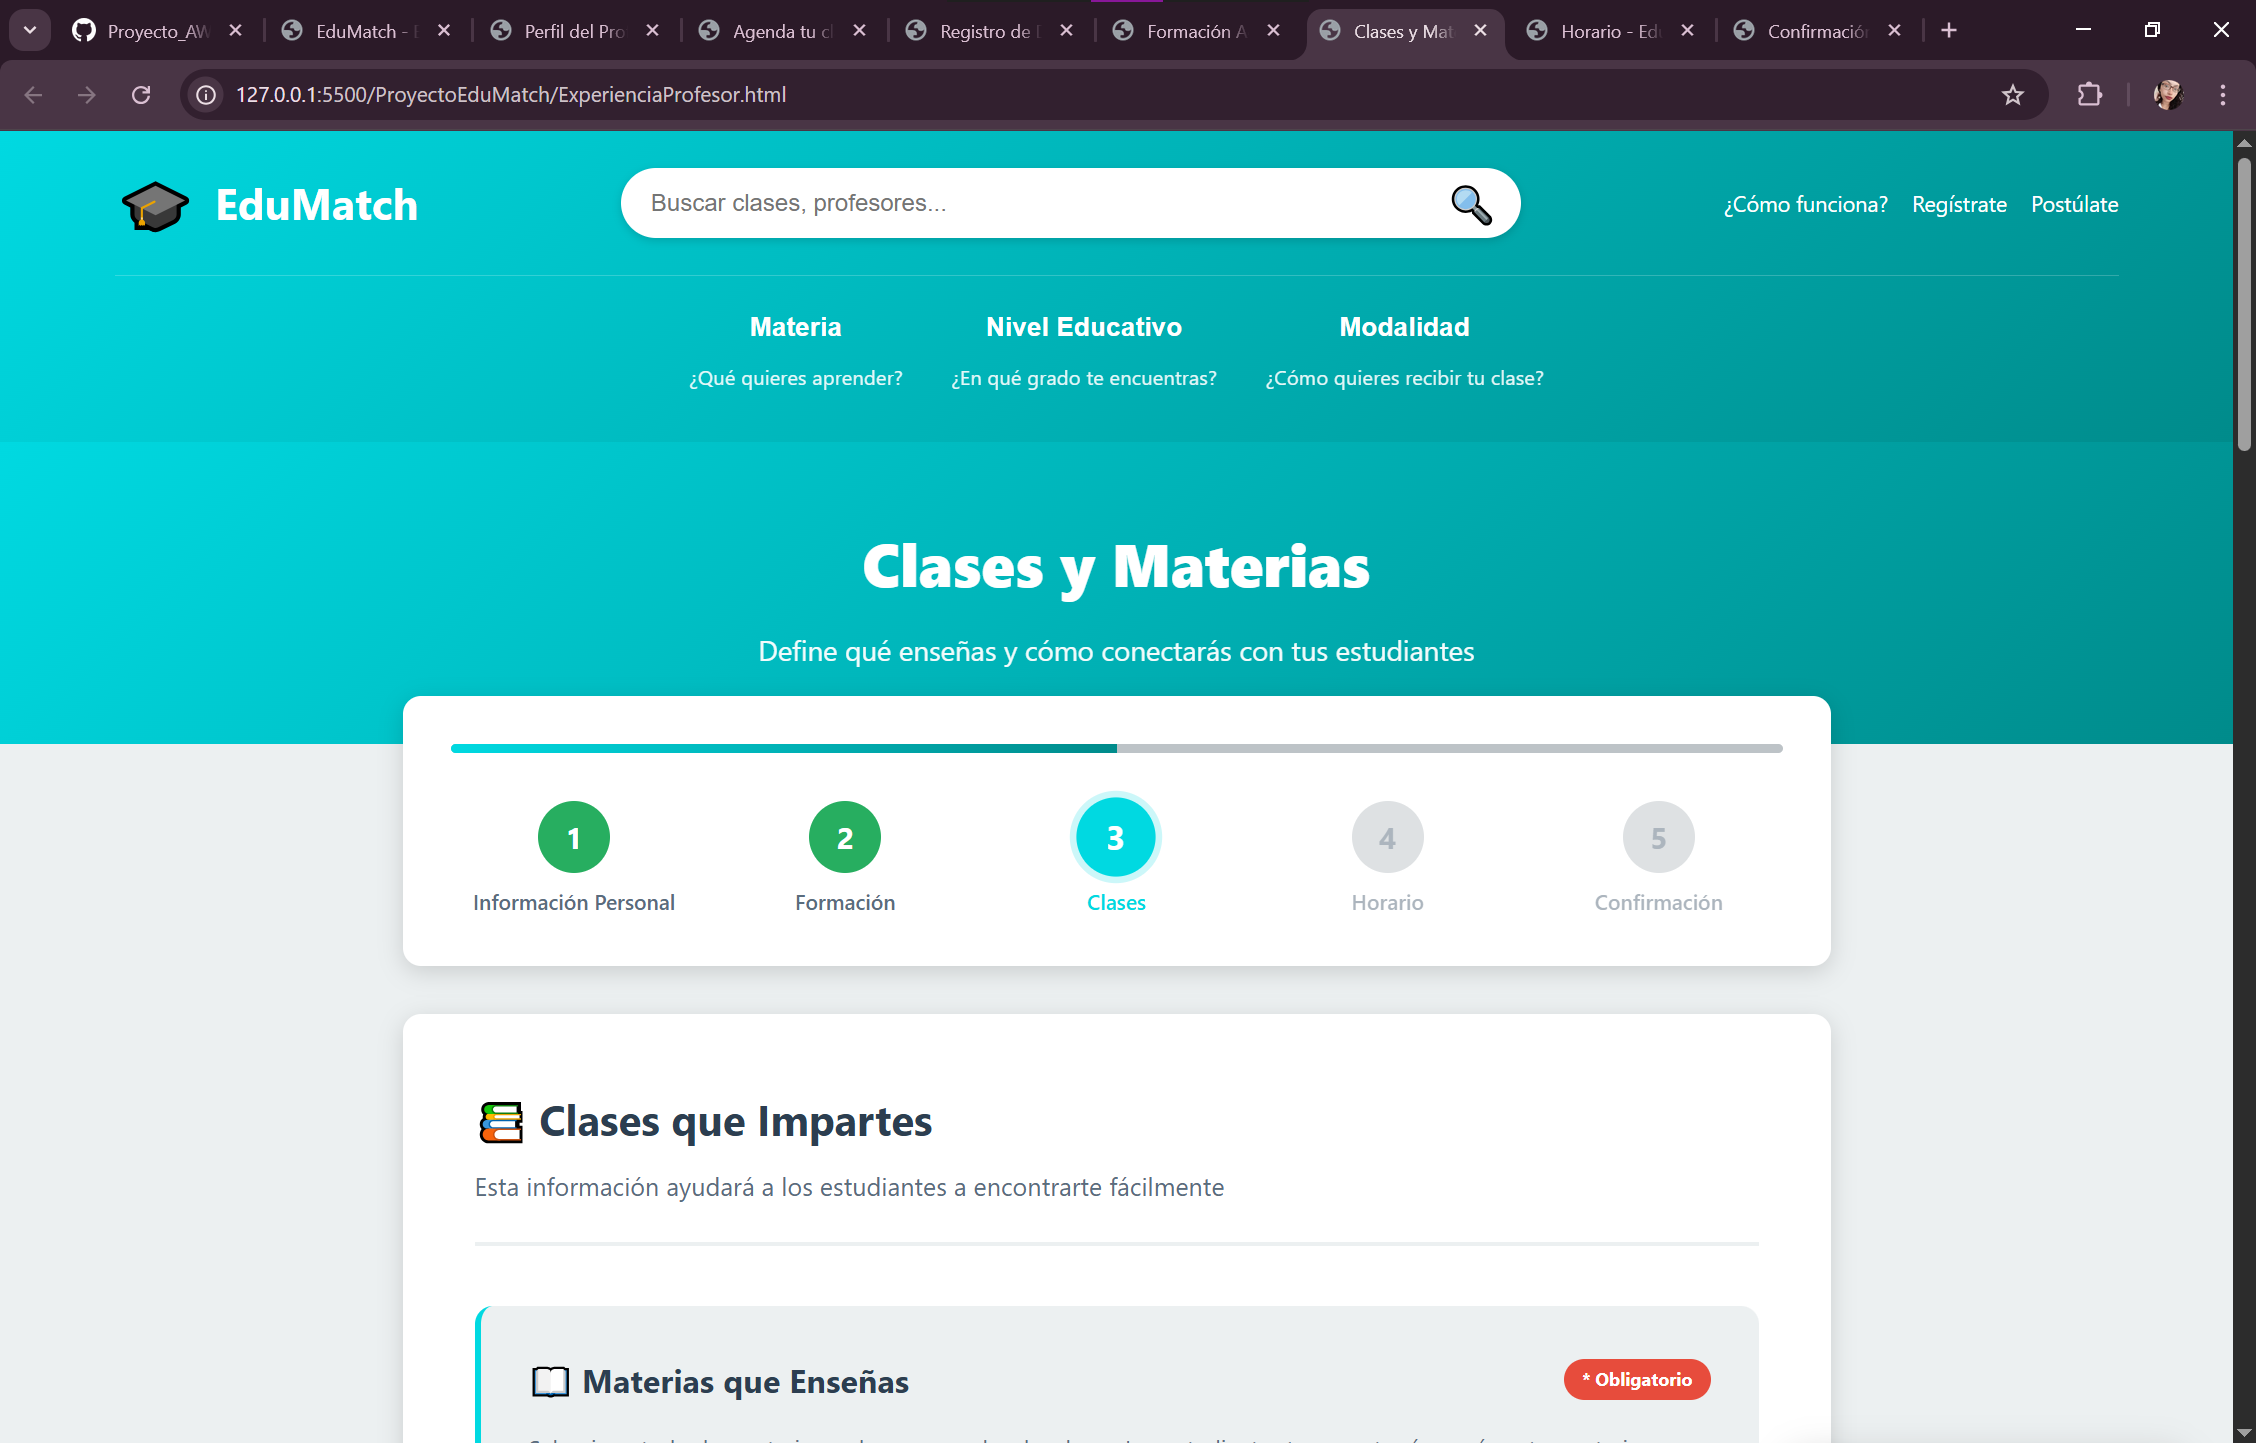 Proyecto_AW
EduMatch -
Perfil del Pro
Agenda tu cl
Registro de
Formación A
Clases y Mat
Horario - Edu
Confirmación
127.0.0.1:5500/ProyectoEduMatch/ExperienciaProfesor.html
EduMatch
Buscar clases, profesores...
¿Cómo funciona?
Regístrate
Postúlate
Materia
Nivel Educativo
Modalidad
¿Qué quieres aprender?
¿En qué grado te encuentras?
¿Cómo quieres recibir tu clase?
Clases y Materias
Define qué enseñas y cómo conectarás con tus estudiantes
1
2
3
4
5
Información Personal
Formación
Clases
Horario
Confirmación
Clases que Impartes
Esta información ayudará a los estudiantes a encontrarte fácilmente
Materias que Enseñas
* Obligatorio